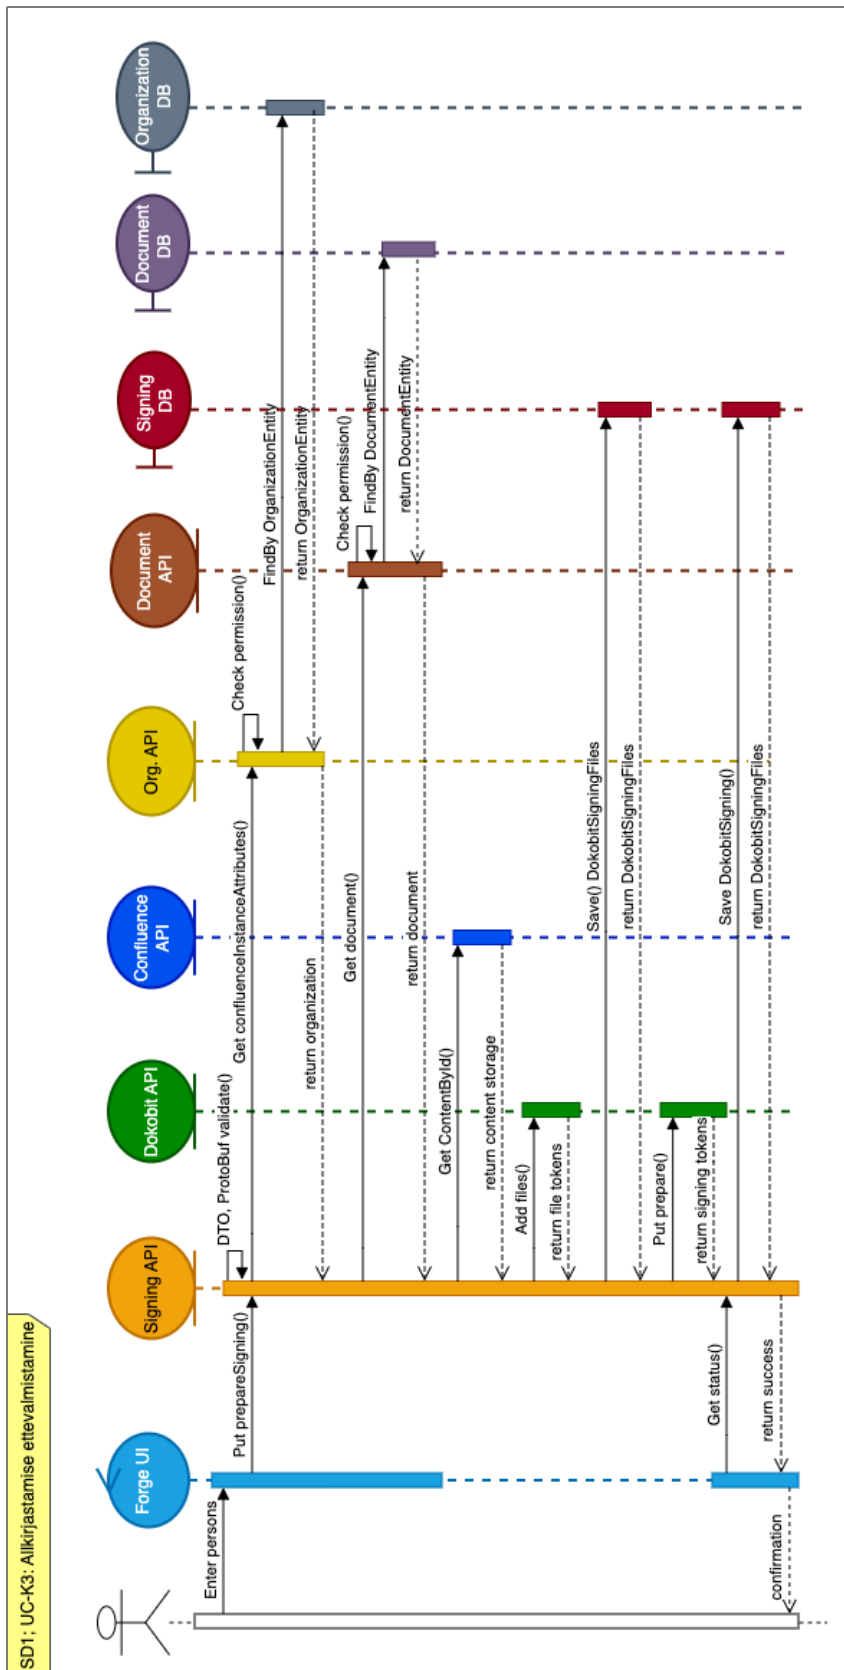 SD1; UC-K3: Allkirjastamise ettevalmistamine
Forge UI
Signing API
Dokobit API
Confluence
API
Org. API
Document
API
Signing
DB
Document
DB
Organization
DB
Enter persons
Put prepareSigning()
DTO, ProtoBuf validate()
Get confluenceInstanceAttributes()
Check permission()
FindBy OrganizationEntity
return OrganizationEntity
return organization
Get document()
Check permission()
FindBy DocumentEntity
return DocumentEntity
return document
Get ContentById()
return content storage
Add files()
return file tokens
Save() DokobitSigningFiles
return DokobitSigningFiles
Put prepare()
return signing tokens
Get status()
Save DokobitSigning()
return DokobitSigningFiles
return success
confirmation